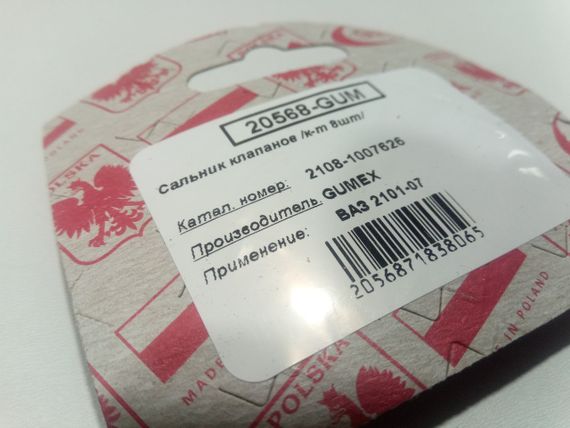 20568-GUM
Сальник клапанов /к-т 8шт/
Катал. номер: 2108-1007626
Производитель: GUMEX
Применение: ВАЗ 2101-07
2056871838065
POLSKA
POLSKA
MADE
IN POLAND